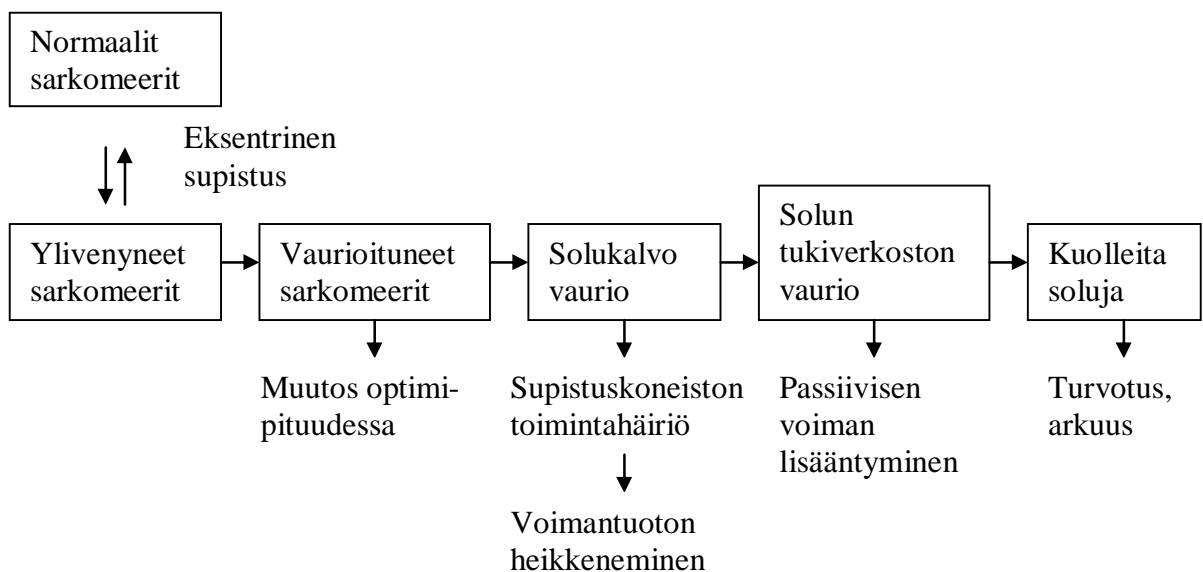 Normaalit
sarkomeerit
Eksentrinen
supistus
Ylivenyneet
sarkomeerit
Vaurioituneet
sarkomeerit
Solukalvo
vaurio
Solun
tukiverkoston
vaurio
Kuolleita
soluja
Muutos optimi-
pituudessa
Supistuskoneiston
toimintahäiriö
Passiivisen
voiman
lisääntyminen
Turvotus,
arkuus
Voimantuoton
heikkeneminen